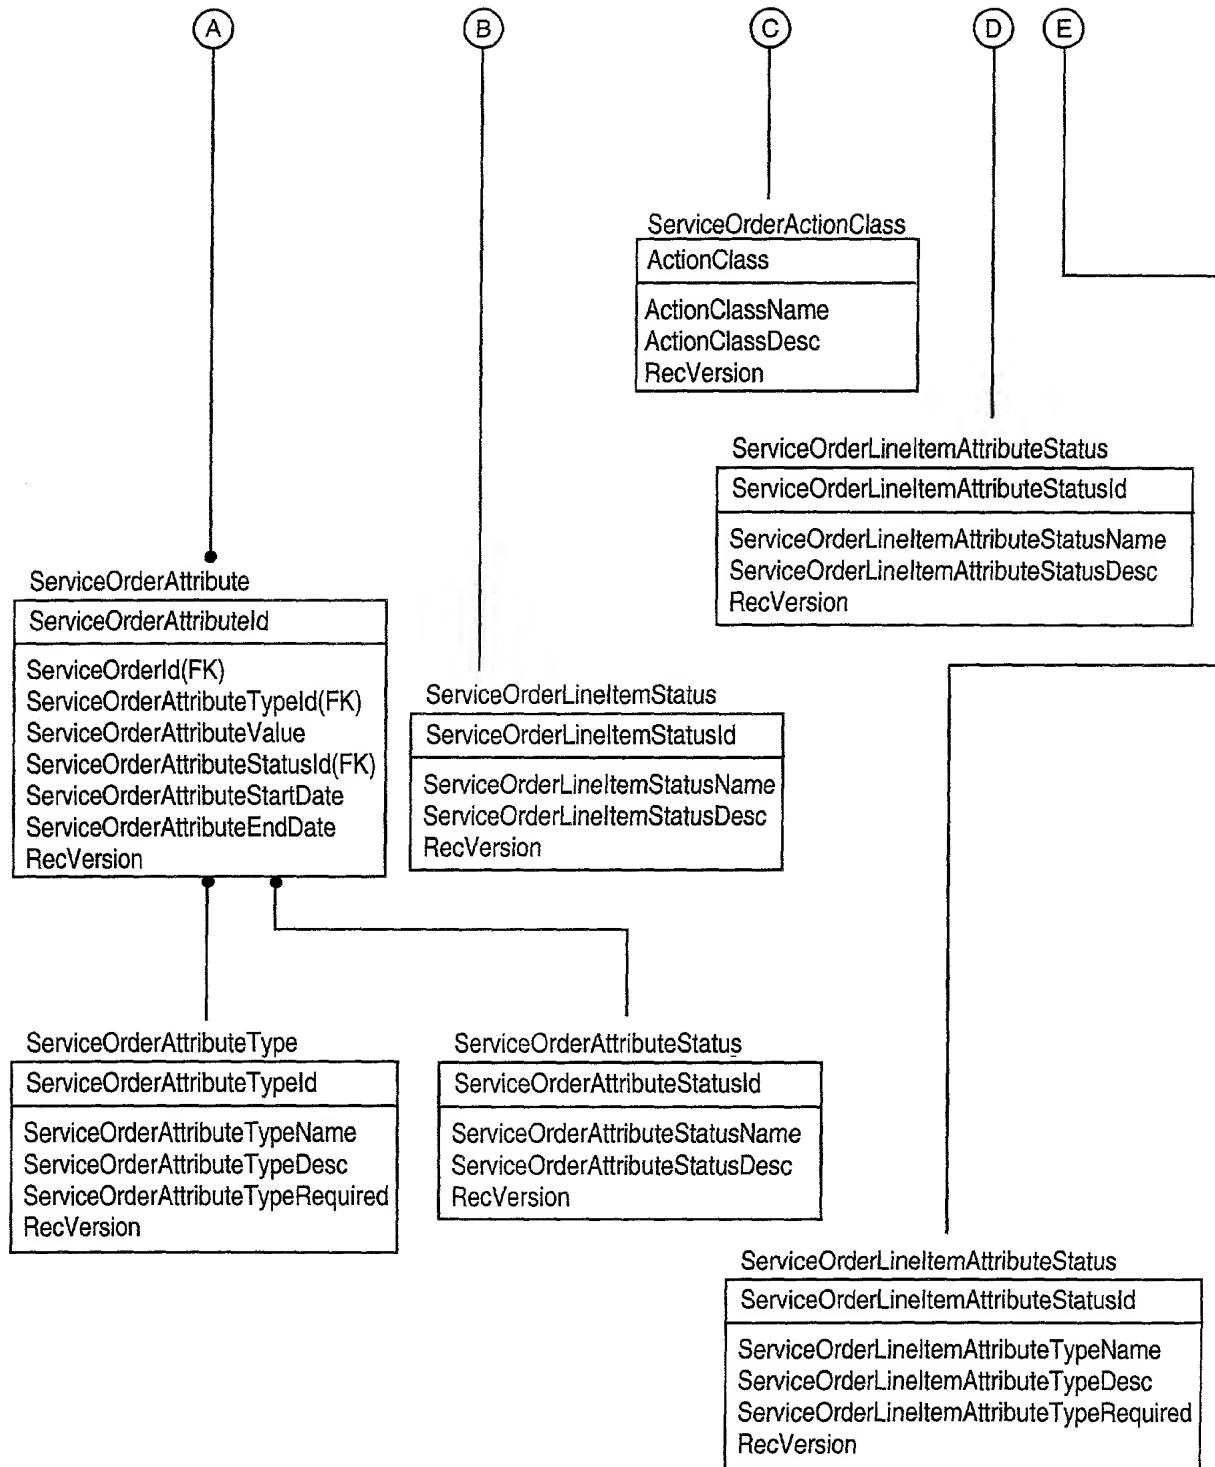 A
B
C
D
E
ServiceOrderActionClass
ActionClass
ActionClassName
ActionClassDesc
RecVersion
ServiceOrderLineItemAttributeStatus
ServiceOrderLineItemAttributeStatusId
ServiceOrderLineItemAttributeStatusName
ServiceOrderLineItemAttributeStatusDesc
RecVersion
ServiceOrderAttribute
ServiceOrderAttributeId
ServiceOrderId(FK)
ServiceOrderAttributeTypeId(FK)
ServiceOrderAttributeValue
ServiceOrderAttributeStatusId(FK)
ServiceOrderAttributeStartDate
ServiceOrderAttributeEndDate
RecVersion
ServiceOrderLineItemStatus
ServiceOrderLineItemStatusId
ServiceOrderLineItemStatusName
ServiceOrderLineItemStatusDesc
RecVersion
ServiceOrderAttributeType
ServiceOrderAttributeTypeId
ServiceOrderAttributeTypeName
ServiceOrderAttributeTypeDesc
ServiceOrderAttributeTypeRequired
RecVersion
ServiceOrderAttributeStatus
ServiceOrderAttributeStatusId
ServiceOrderAttributeStatusName
ServiceOrderAttributeStatusDesc
RecVersion
ServiceOrderLineItemAttributeStatus
ServiceOrderLineItemAttributeStatusId
ServiceOrderLineItemAttributeTypeName
ServiceOrderLineItemAttributeTypeDesc
ServiceOrderLineItemAttributeTypeRequired
RecVersion